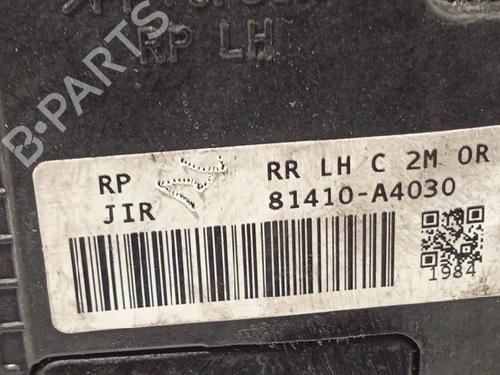 RP LH
RP
JIR
RR LH C 2M OR
81410-A4030
1984
B-PARTS